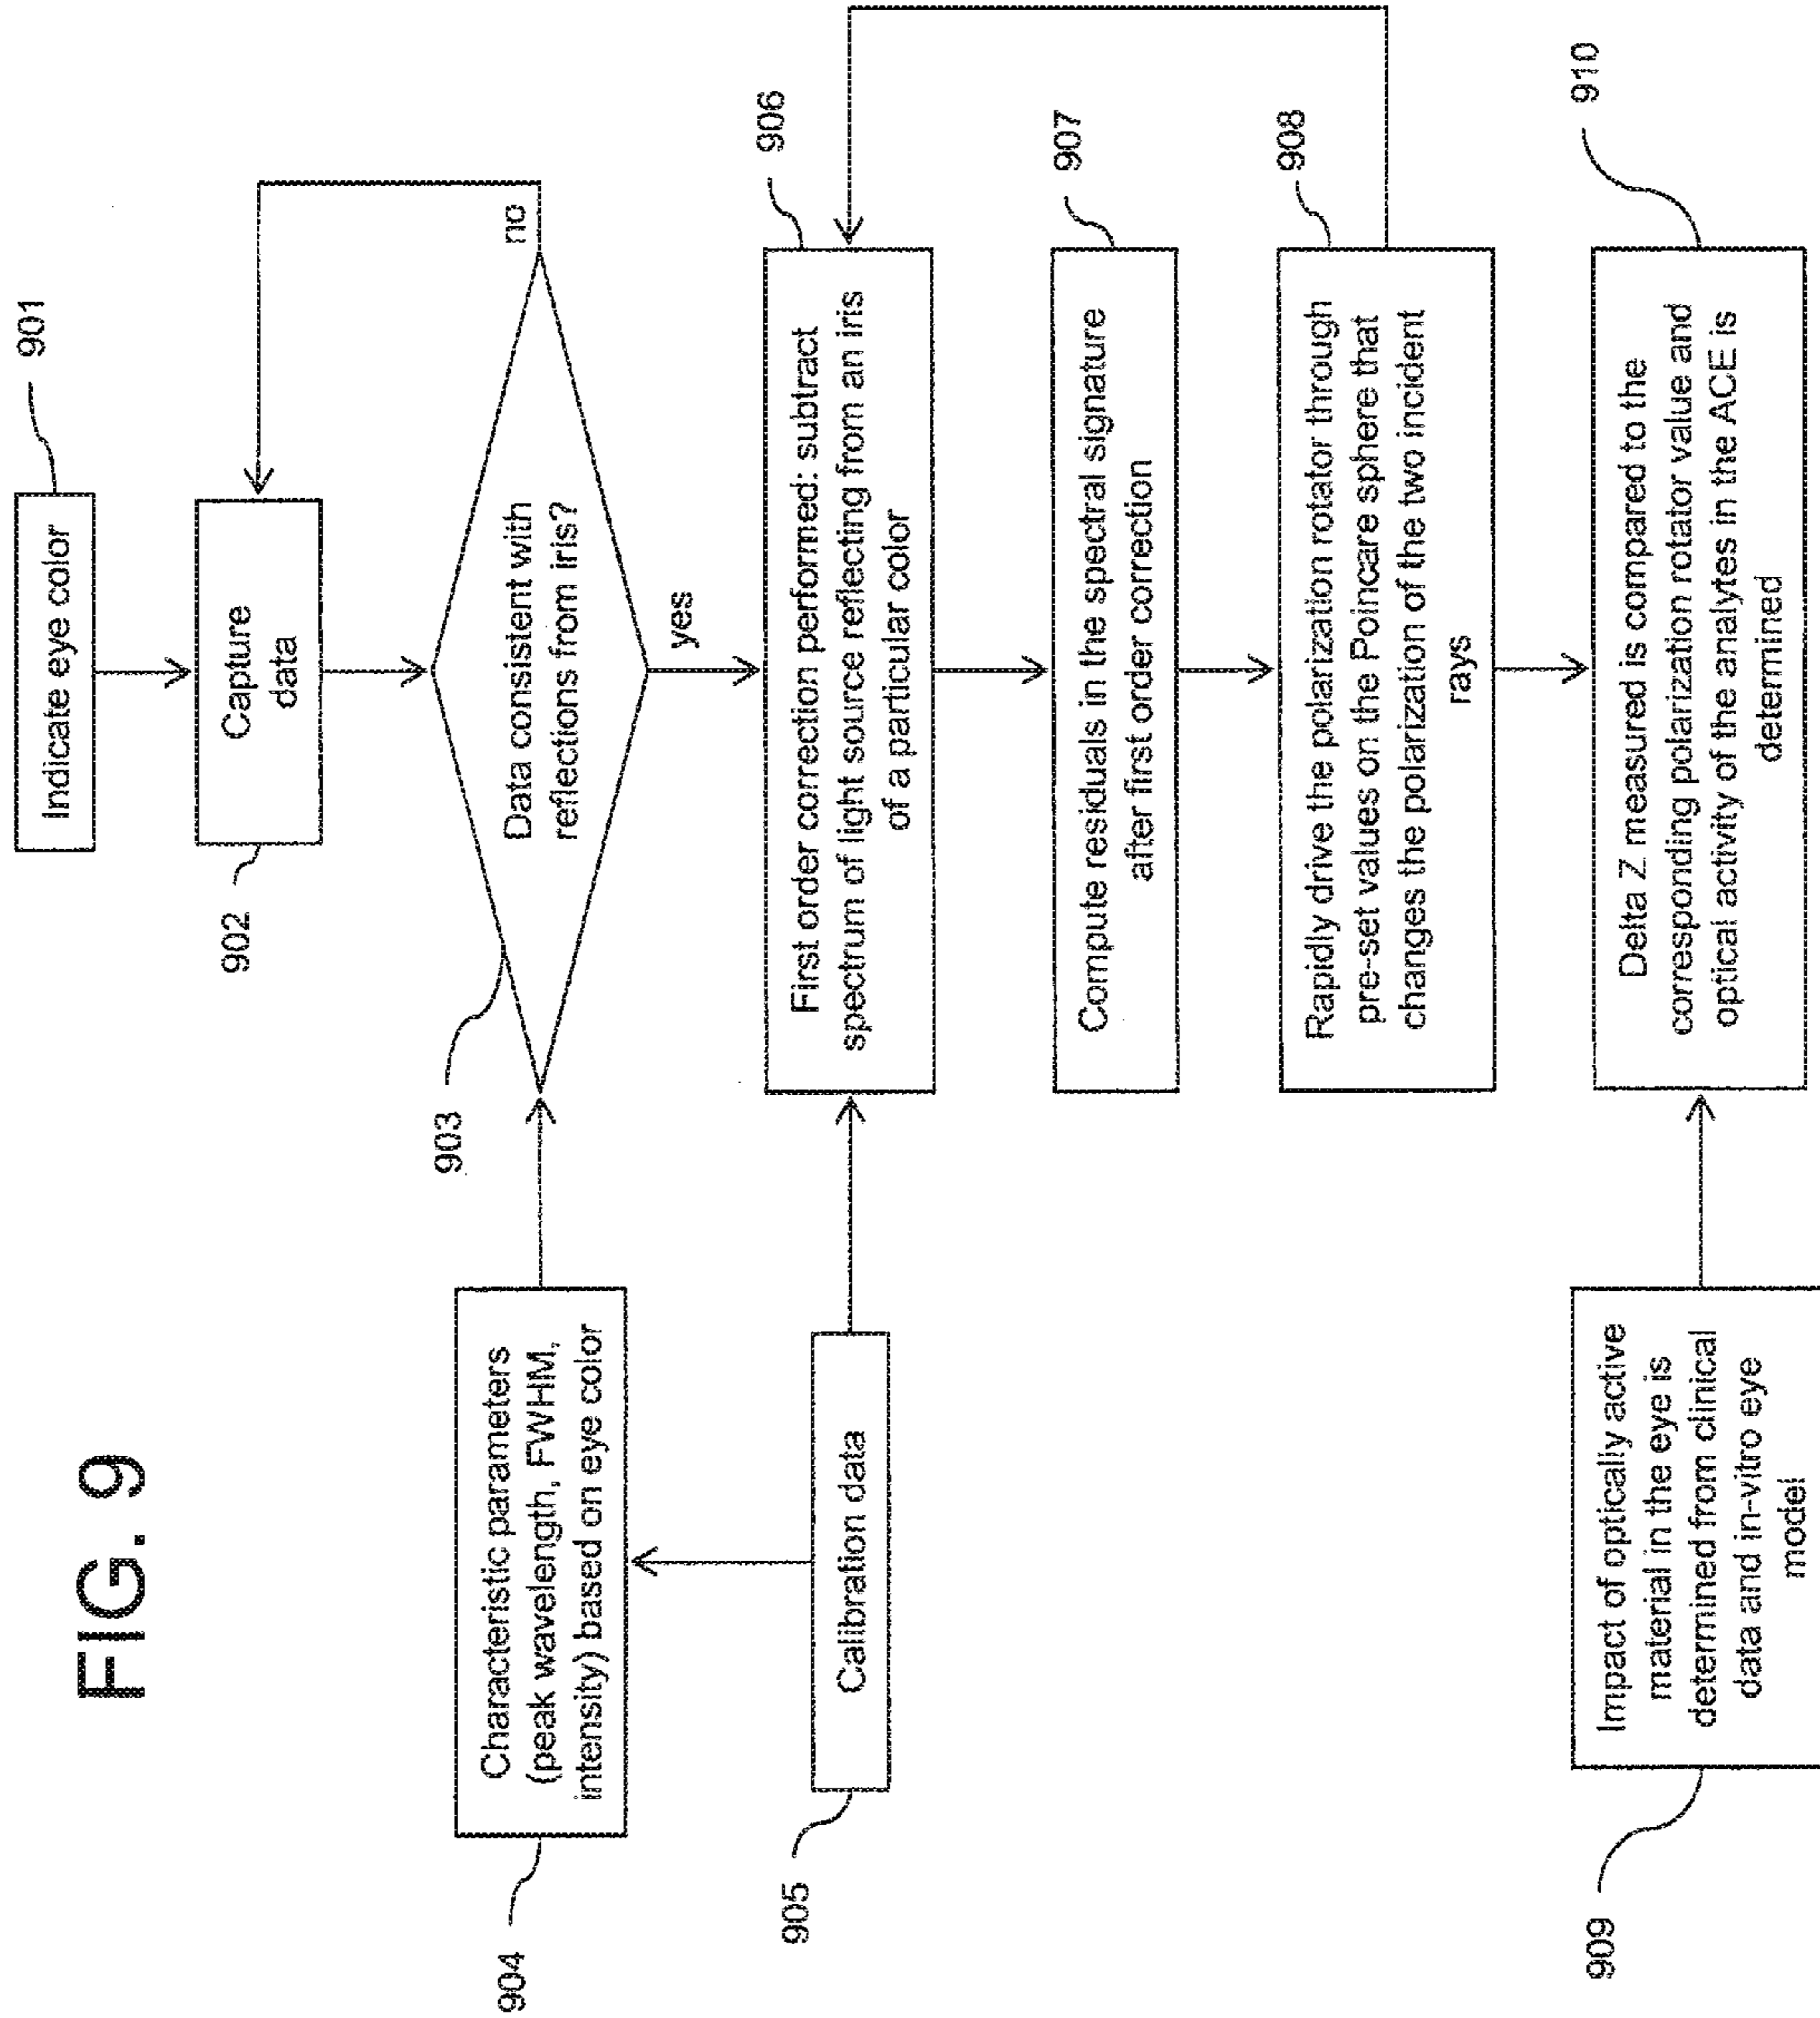 FIG. 9
901
Indicate eye color
Capture
data
902
Data consistent with
reflections from iris?
no
yes
903
Characteristic parameters
(peak wavelength, FWHM,
intensity) based on eye color
904
Calibration data
905
First order correction performed: subtract
spectrum of light source reflecting from an iris
of a particular color
906
Compute residuals in the spectral signature
after first order correction
907
Rapidly drive the polarization rotator through
pre-set values on the Poincare sphere that
changes the polarization of the two incident
rays
908
Impact of optically active
material in the eye is
determined from clinical
data and in-vitro eye
model
909
Delta Z measured is compared to the
corresponding polarization rotator value and
optical activity of the analytes in the ACE is
determined
910